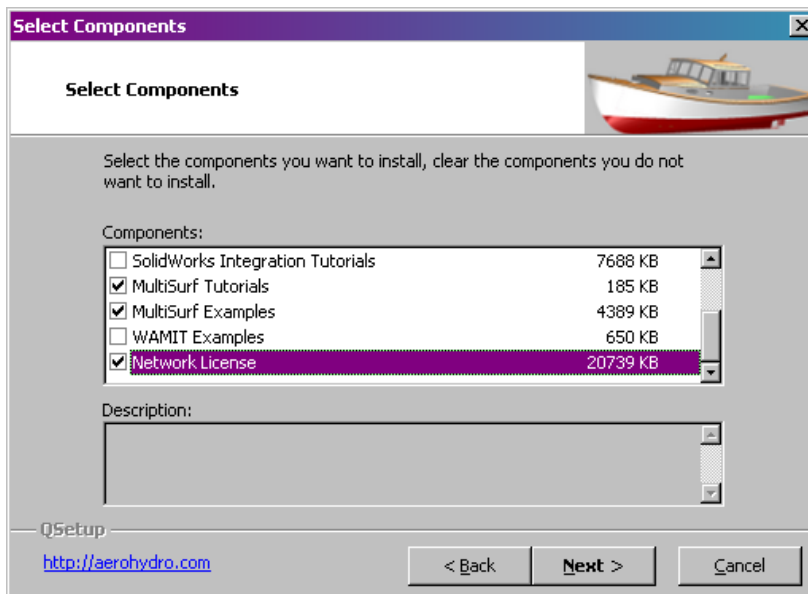 Select Components
Select Components
Select the components you want to install, clear the components you do not
want to install.
Components:
SolidWorks Integration Tutorials 7688 KB
MultiSurf Tutorials 185 KB
MultiSurf Examples 4389 KB
WAMIT Examples 650 KB
Network License 20739 KB
Description:
QSetup
http://aerohydro.com
< Back Next > Cancel